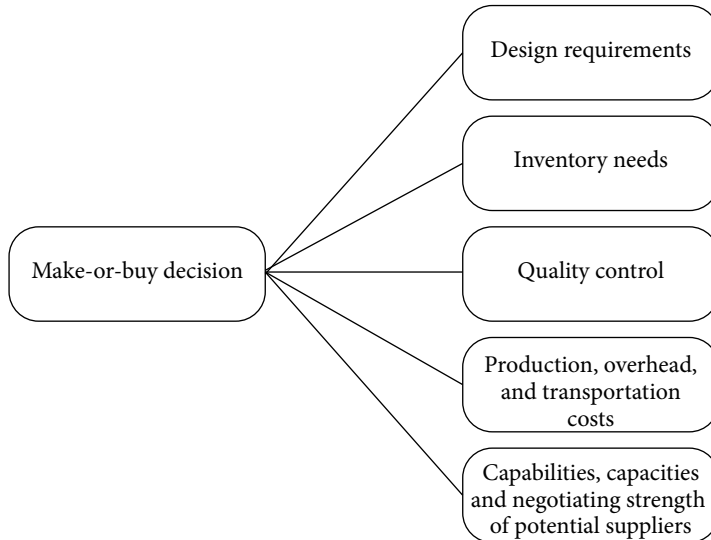 Design requirements
Inventory needs
Make-or-buy decision
Quality control
Production, overhead,
and transportation
costs
Capabilities, capacities
and negotiating strength
of potential suppliers